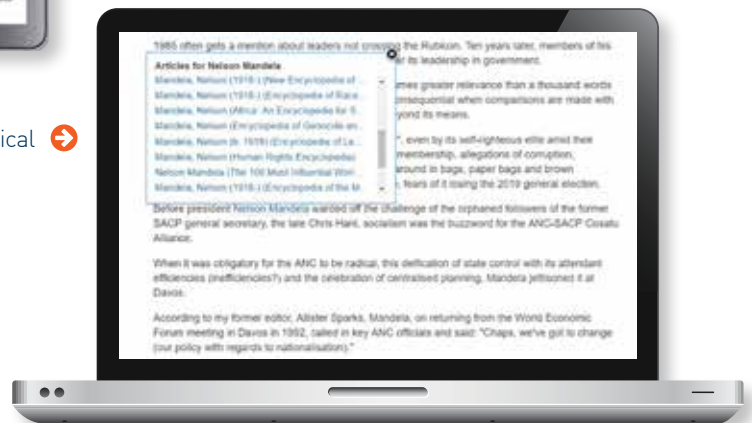 ical
1985 often gets a mention about leaders not crossing the Rubicon. Ten years later, members of his
er its leadership in government.
Articles for Nelson Mandela
Mandela, Nelson (1918-) (New Encyclopedia of ...
Mandela, Nelson (1918-) (Encyclopedia of Race...
Mandela, Nelson (Africa: An Encyclopedia for S...
Mandela, Nelson (Encyclopedia of Genocide an...
Mandela, Nelson (b. 1918) (Encyclopedia of La...
Mandela, Nelson (Human Rights Encyclopedia)
Nelson Mandela (The 100 Most Influential Worl...
Mandela, Nelson (1918-) (Encyclopedia of the M...
mes greater relevance than a thousand words
onsequential when comparisons are made with
yond its means.
", even by its self-righteous elite amid their
membership, allegations of corruption,
around in bags, paper bags and brown
, fears of it losing the 2019 general election.
Before president Nelson Mandela warded off the challenge of the orphaned followers of the former
SACP general secretary, the late Chris Hani, socialism was the buzzword for the ANC-SACP Cosatu
Alliance.
When it was obligatory for the ANC to be radical, this deification of state control with its attendant
efficiencies (inefficiencies?) and the celebration of centralised planning, Mandela jettisoned it at
Davos.
According to my former editor, Allister Sparks, Mandela, on returning from the World Economic
Forum meeting in Davos in 1992, called in key ANC officials and said: "Chaps, we've got to change
(our policy with regards to nationalisation)."